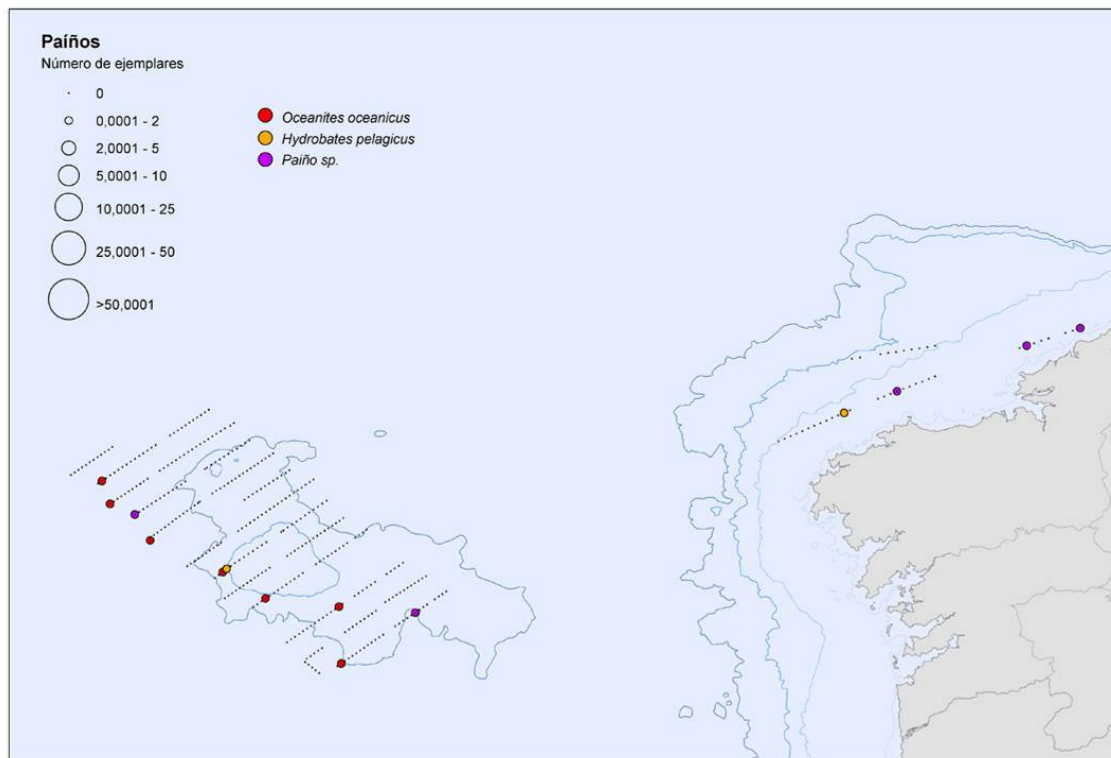 Paíños
Número de ejemplares
0
0,0001 - 2
2,0001 - 5
5,0001 - 10
10,0001 - 25
25,0001 - 50
>50,0001
Oceanites oceanicus
Hydrobates pelagicus
Paiño sp.